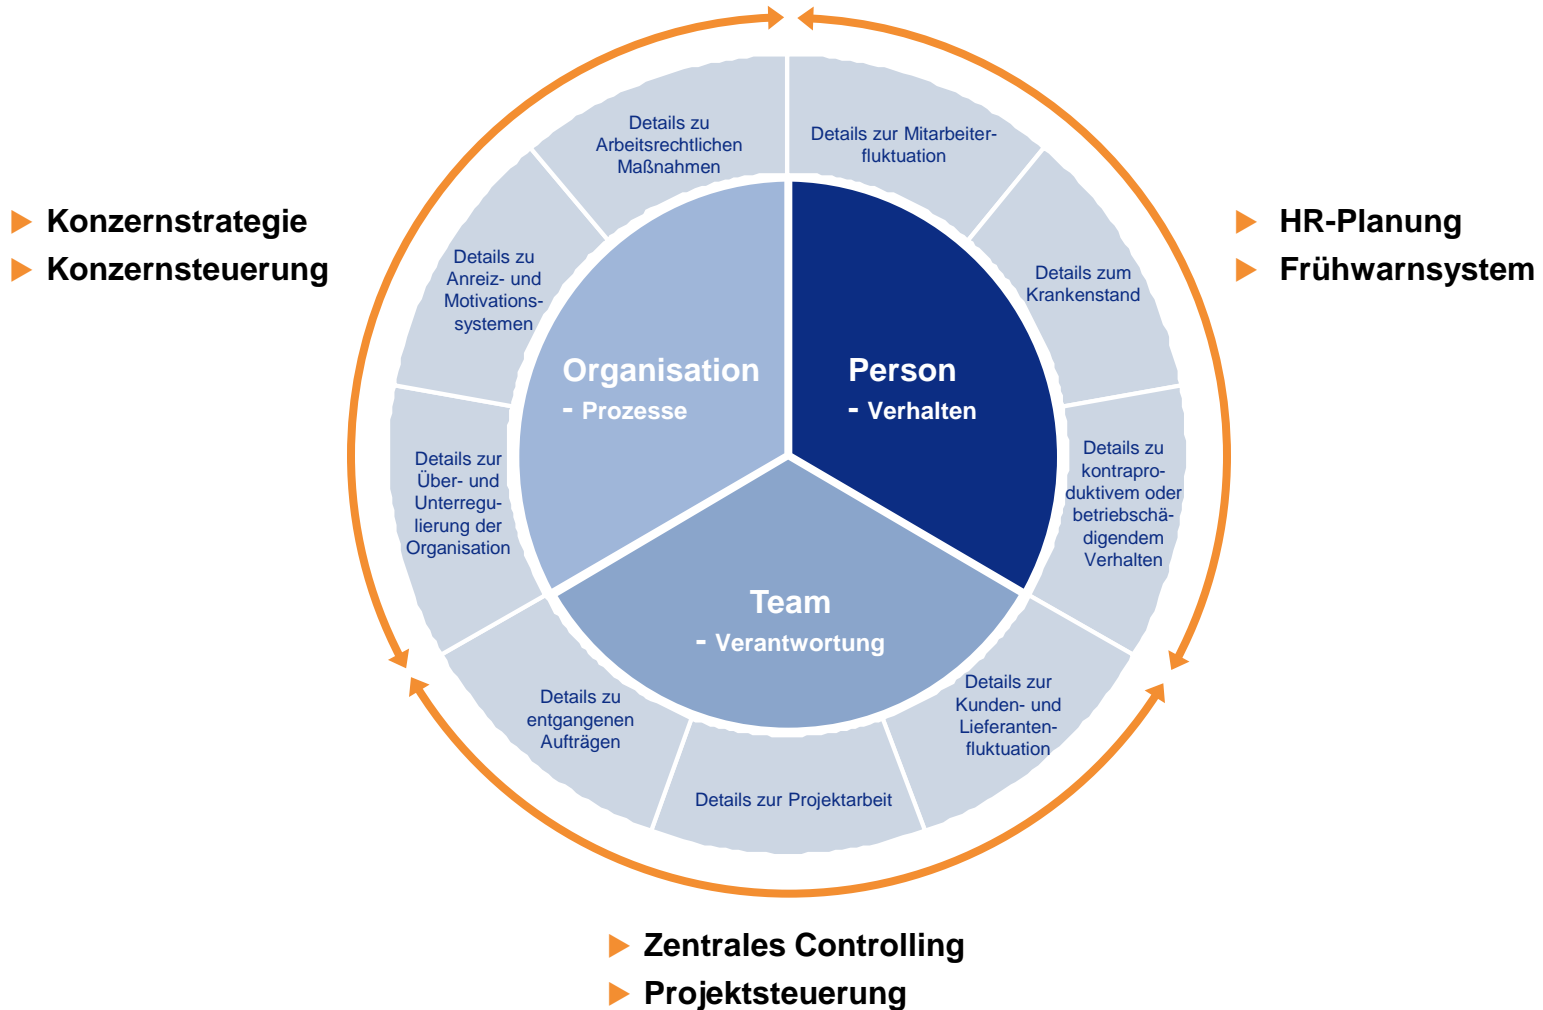 Details zu
Arbeitsrechtlichen
Maßnahmen
Details zur Mitarbeiter-
fluktuation
▶ Konzernstrategie
▶ Konzernsteuerung
▶ HR-Planung
▶ Frühwarnsystem
Details zu
Anreiz- und
Motivations-
systemen
Details zum
Krankenstand
Organisation
- Prozesse
Person
- Verhalten
Details zur
Über- und
Unterregu-
lierung der
Organisation
Details zu
kontrapro-
duktivem oder
betriebschä-
digendem
Verhalten
Team
- Verantwortung
Details zu
entgangenen
Aufträgen
Details zur Projektarbeit
Details zur
Kunden- und
Lieferanten-
fluktuation
▶ Zentrales Controlling
▶ Projektsteuerung